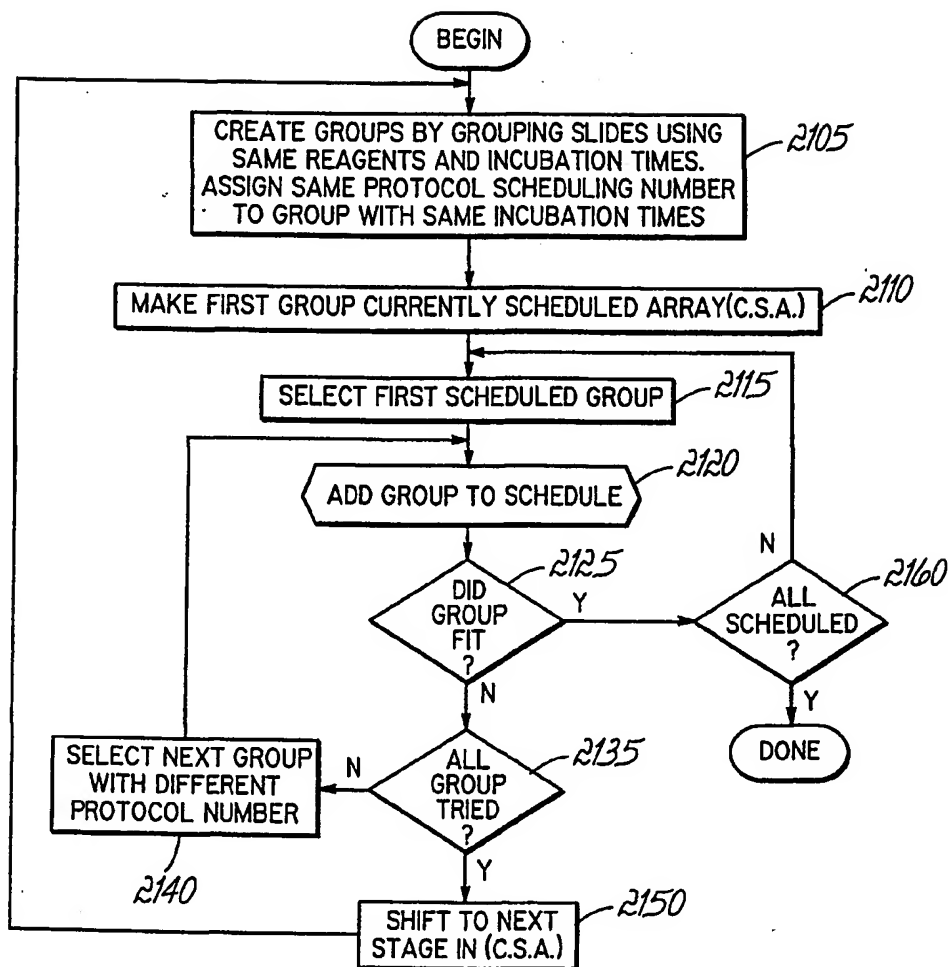 BEGIN
CREATE GROUPS BY GROUPING SLIDES USING
SAME REAGENTS AND INCUBATION TIMES.
ASSIGN SAME PROTOCOL SCHEDULING NUMBER
TO GROUP WITH SAME INCUBATION TIMES
2105
MAKE FIRST GROUP CURRENTLY SCHEDULED ARRAY(C.S.A.)
2110
SELECT FIRST SCHEDULED GROUP
2115
ADD GROUP TO SCHEDULE
2120
DID
GROUP
FIT
?
2125
Y
N
ALL
SCHEDULED
?
2160
N
Y
DONE
ALL
GROUP
TRIED
?
2135
N
Y
SELECT NEXT GROUP
WITH DIFFERENT
PROTOCOL NUMBER
2140
SHIFT TO NEXT
STAGE IN (C.S.A.)
2150